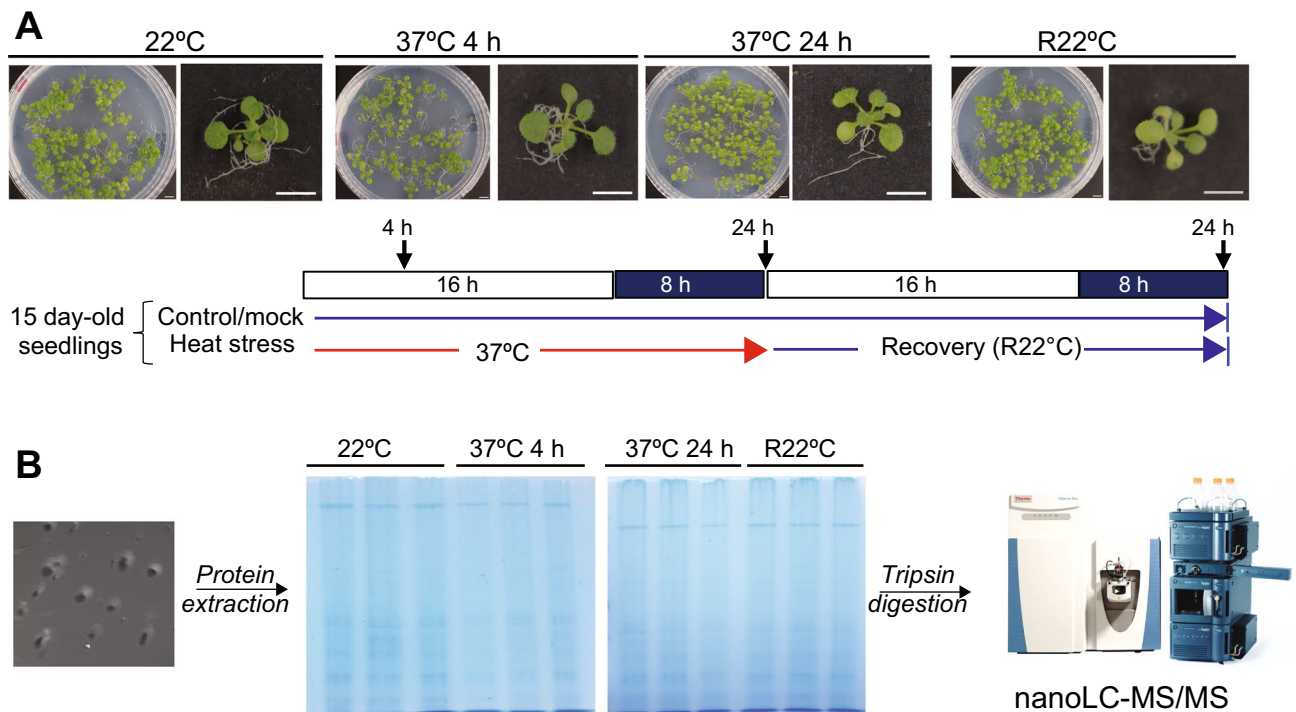 A
22ºC
37ºC 4 h
37ºC 24 h
R22ºC
4 h
24 h
24 h
16 h
8 h
16 h
8 h
15 day-old
seedlings
Control/mock
Heat stress
37ºC
Recovery (R22°C)
B
22ºC
37ºC 4 h
37ºC 24 h
R22ºC
Protein
extraction
Tripsin
digestion
nanoLC-MS/MS